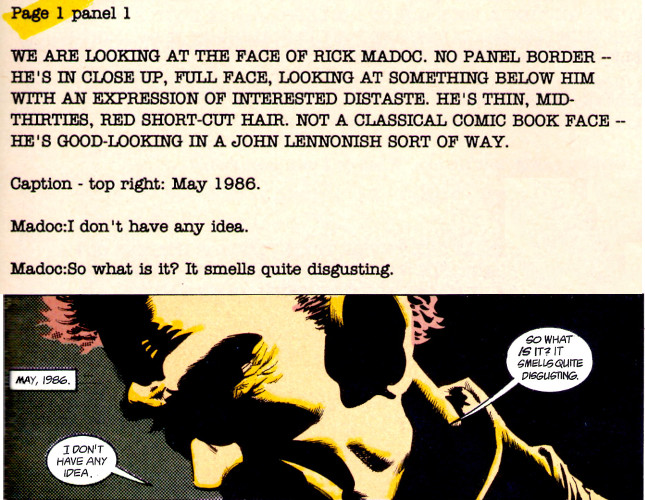 Page 1 panel 1
WE ARE LOOKING AT THE FACE OF RICK MADOC. NO PANEL BORDER --
HE'S IN CLOSE UP, FULL FACE, LOOKING AT SOMETHING BELOW HIM
WITH AN EXPRESSION OF INTERESTED DISTASTE. HE'S THIN, MID-
THIRTIES, RED SHORT-CUT HAIR. NOT A CLASSICAL COMIC BOOK FACE --
HE'S GOOD-LOOKING IN A JOHN LENNONISH SORT OF WAY.
Caption - top right: May 1986.
Madoc:I don't have any idea.
Madoc:So what is it? It smells quite disgusting.
MAY, 1986.
I DON'T
HAVE ANY
IDEA.
SO WHAT
IS IT? IT
SMELLS QUITE
DISGUSTING.